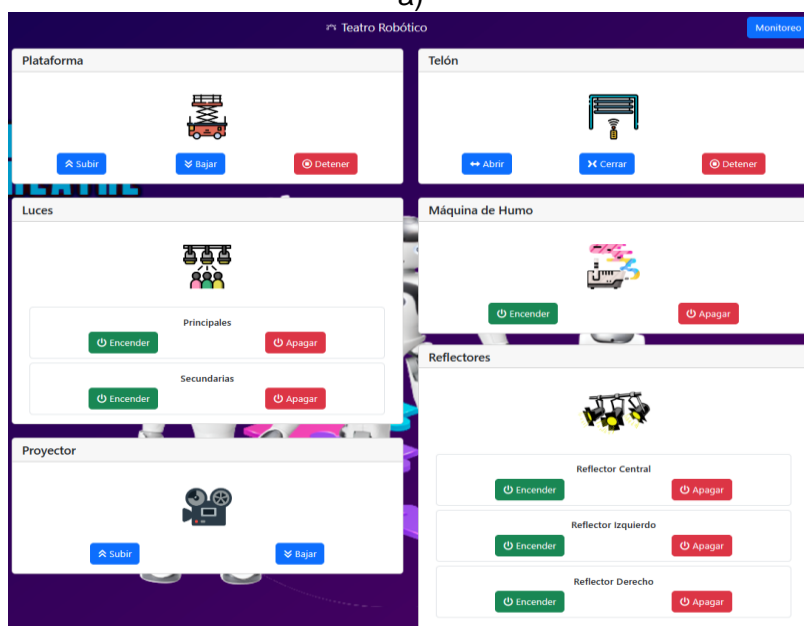 a)
Teatro Robótico
Monitoreo
Plataforma
Subir
Bajar
Detener
Telón
Abrir
Cerrar
Detener
Luces
Principales
Encender
Apagar
Secundarias
Encender
Apagar
Máquina de Humo
Encender
Apagar
Reflectores
Reflector Central
Encender
Apagar
Reflector Izquierdo
Encender
Apagar
Reflector Derecho
Encender
Apagar
Proyector
Subir
Bajar